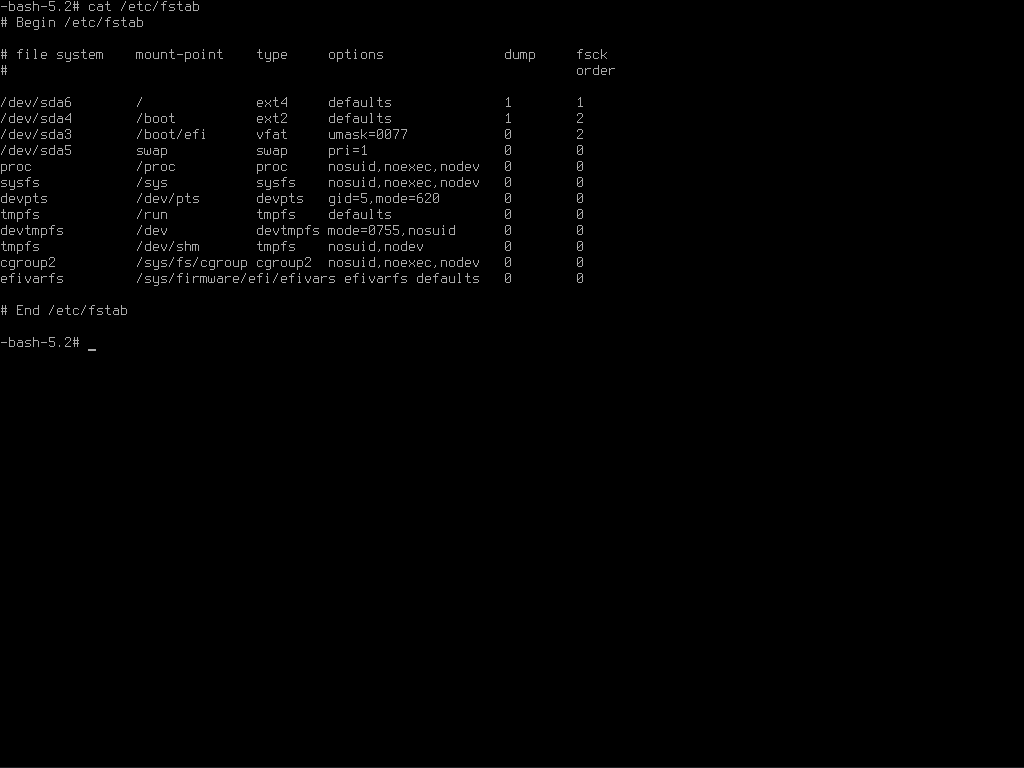 -bash-5.2# cat /etc/fstab
# Begin /etc/fstab
# file system    mount-point    type    options               dump     fsck
#                                                                       order
/dev/sda6        /              ext4     defaults              1        1
/dev/sda4        /boot          ext2     defaults              1        2
/dev/sda3        /boot/efi      vfat     umask=0077            0        2
/dev/sda5        swap           swap     pri=1                 0        0
proc             /proc          proc     nosuid,noexec,nodev   0        0
sysfs            /sys           sysfs    nosuid,noexec,nodev   0        0
devpts           /dev/pts       devpts   gid=5,mode=620        0        0
tmpfs            /run           tmpfs    defaults              0        0
devtmpfs         /dev           devtmpfs mode=0755,nosuid      0        0
tmpfs            /dev/shm       tmpfs    nosuid,nodev          0        0
cgroup2          /sys/fs/cgroup cgroup2  nosuid,noexec,nodev   0        0
efivarfs         /sys/firmware/efi/efivars efivarfs defaults   0        0
# End /etc/fstab
-bash-5.2# _